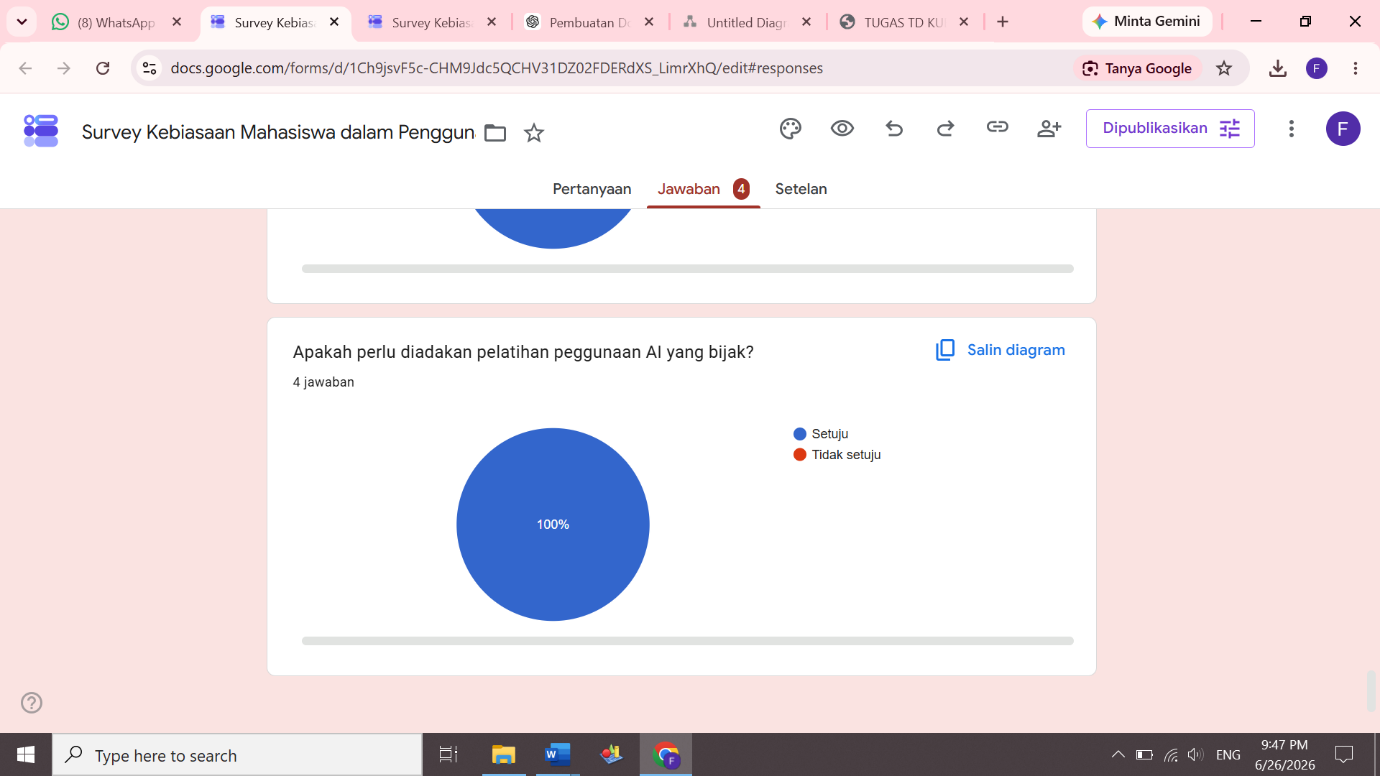 (8) WhatsApp
Survey Kebias
Survey Kebias
Pembuatan Do
Untitled Diagr
TUGAS TD KU
Minta Gemini
docs.google.com/forms/d/1Ch9jsvF5c-CHM9Jdc5QCHV31DZ02FDERdXS_LimrXhQ/edit#responses
Tanya Google
F
Survey Kebiasaan Mahasiswa dalam Penggun
Dipublikasikan
F
Pertanyaan
Jawaban 4
Setelan
Apakah perlu diadakan pelatihan peggunaan AI yang bijak?
Salin diagram
4 jawaban
Setuju
Tidak setuju
100%
Type here to search
W
F
ENG
9:47 PM
6/26/2026